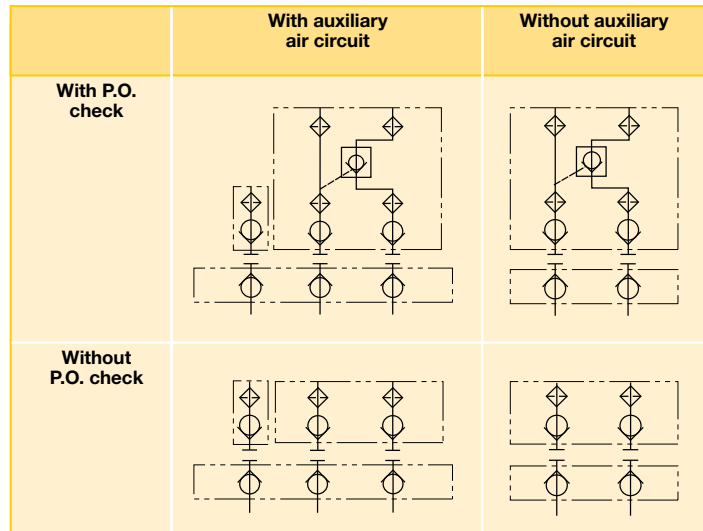 With auxiliary
air circuit
Without auxiliary
air circuit
With P.O.
check
Without
P.O. check